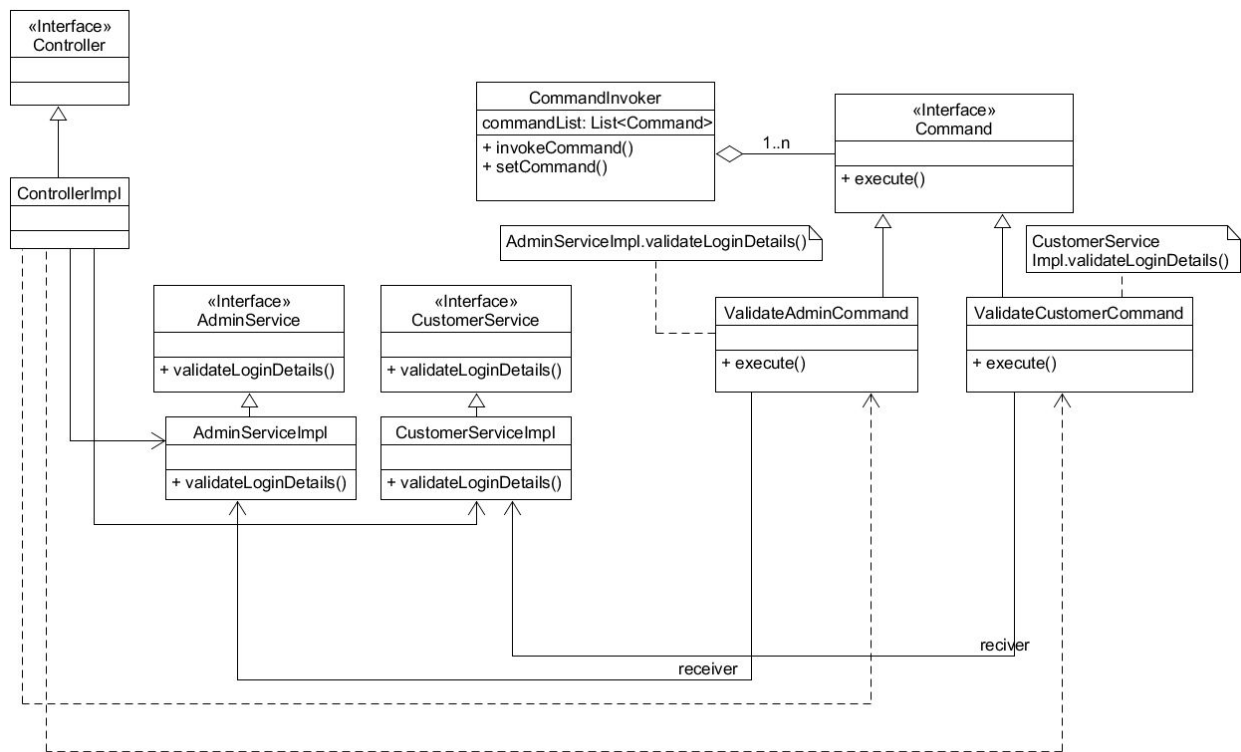 «Interface»
Controller
ControllerImpl
CommandInvoker
commandList: List<Command>
+ invokeCommand()
+ setCommand()
1..n
«Interface»
Command
+ execute()
AdminServiceImpl.validateLoginDetails()
CustomerService
Impl.validateLoginDetails()
«Interface»
AdminService
+ validateLoginDetails()
«Interface»
CustomerService
+ validateLoginDetails()
ValidateAdminCommand
+ execute()
ValidateCustomerCommand
+ execute()
AdminServiceImpl
+ validateLoginDetails()
CustomerServiceImpl
+ validateLoginDetails()
reciver
receiver